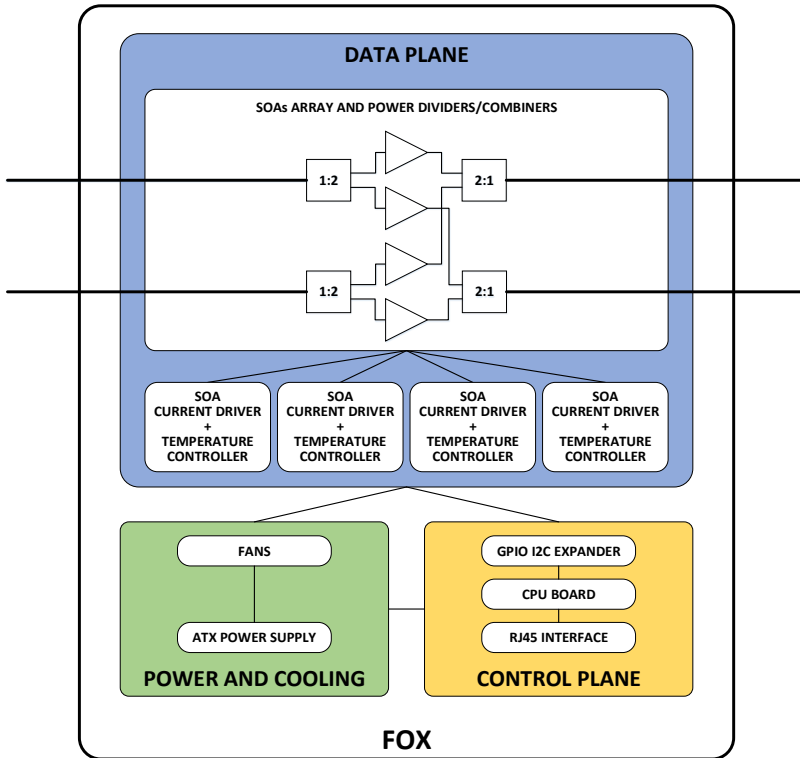 DATA PLANE
SOAs ARRAY AND POWER DIVIDERS/COMBINERS
1:2
2:1
1:2
2:1
SOA
CURRENT DRIVER
+
TEMPERATURE
CONTROLLER
SOA
CURRENT DRIVER
+
TEMPERATURE
CONTROLLER
SOA
CURRENT DRIVER
+
TEMPERATURE
CONTROLLER
SOA
CURRENT DRIVER
+
TEMPERATURE
CONTROLLER
FANS
ATX POWER SUPPLY
POWER AND COOLING
GPIO I2C EXPANDER
CPU BOARD
RJ45 INTERFACE
CONTROL PLANE
FOX